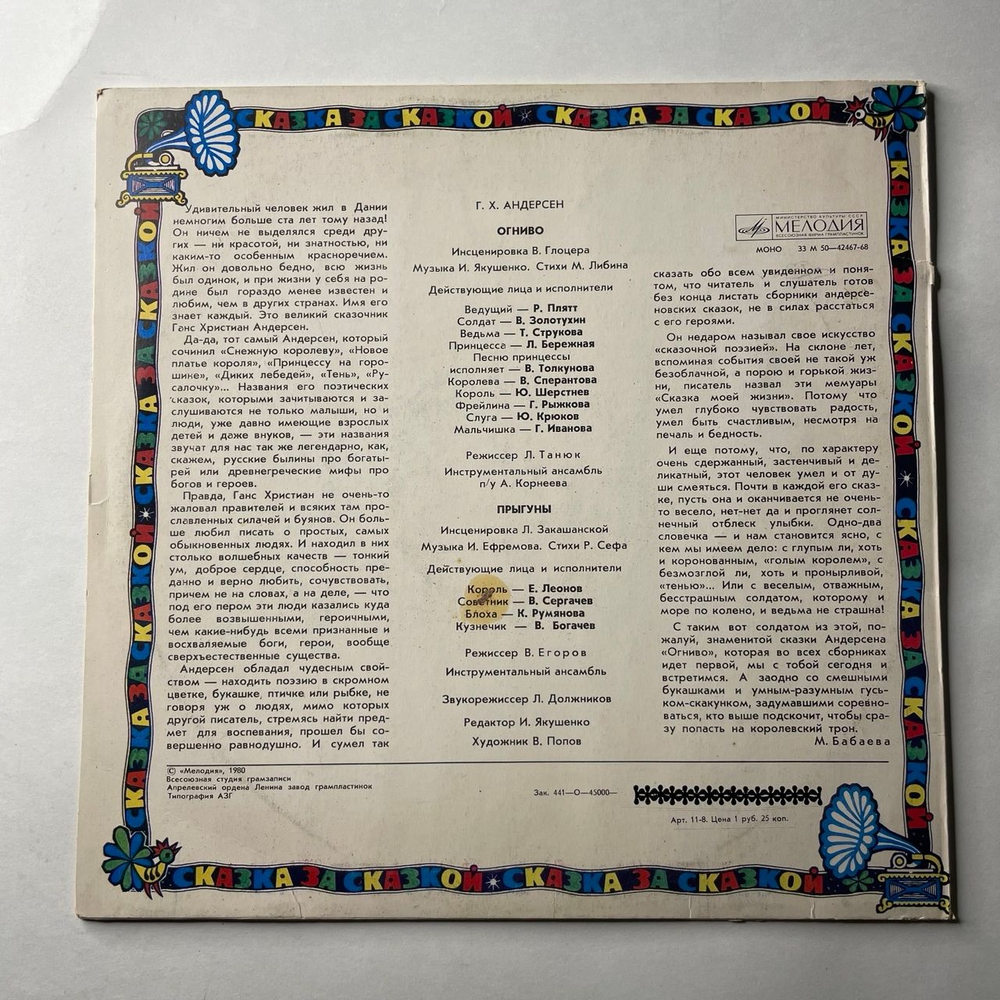 СКАЗКА ЗА СКАЗКОЙ СКАЗКА ЗА СКАЗКОЙ
Удивительный человек жил в Дании
немногим больше ста лет тому назад!
Он ничем не выделялся среди дру-
гих — ни красотой, ни знатностью, ни
каким-то особенным красноречием.
Жил он довольно бедно, всю жизнь
был одинок, и при жизни у себя на ро-
дине был гораздо менее известен и
любим, чем в других странах. Имя его
знает каждый. Это великий сказочник
Ганс Христиан Андерсен.
Да-да, тот самый Андерсен, который
сочинил «Снежную королеву», «Новое
платье короля», «Принцессу на горо-
шине», «Диких лебедей», «Тень», «Ру-
салочку»... Названия его поэтических
сказок, которыми зачитываются и за-
слушиваются не только малыши, но и
люди, уже давно имеющие взрослых
детей и даже внуков, — эти названия
звучат для нас так же легендарно, как,
скажем, русские былины про богаты-
рей или древнегреческие мифы про
богов и героев.
Правда, Ганс Христиан не очень-то
жаловал правителей и всяких там про-
славленных силачей и буянов. Он боль-
ше любил писать о простых, самых
обыкновенных людях. И находил в них
столько волшебных качеств — тонкий
ум, доброе сердце, способность пре-
данно и верно любить, сочувствовать,
причем не на словах, а на деле, — что
под его пером эти люди казались куда
более возвышенными, героичными,
чем какие-нибудь всеми признанные и
восхваляемые боги, герои, вообще
сверхъестественные существа.
Андерсен обладал чудесным свой-
ством — находить поэзию в скромном
цветке, букашке, птичке или рыбке, не
говоря уж о людях, мимо которых
другой писатель, стремясь найти пред-
мет для воспевания, прошел бы со-
вершенно равнодушно. И сумел так
Г. Х. АНДЕРСЕН
ОГНИВО
Инсценировка В. Глоцера
Музыка И. Якушенко. Стихи М. Либина
Действующие лица и исполнители
Ведущий — Р. Плятт
Солдат — В. Золотухин
Ведьма — Т. Струкова
Принцесса — Л. Бережная
Песню принцессы
исполняет — В. Толкунова
Королева — В. Сперантова
Король — Ю. Шерстнев
Фрейлина — Г. Рыжкова
Слуга — Ю. Крюков
Мальчишка — Г. Иванова
Режиссер Л. Танюк
Инструментальный ансамбль
п/у А. Корнеева
ПРЫГУНЫ
Инсценировка Л. Закашанской
Музыка И. Ефремова. Стихи Р. Сефа
Действующие лица и исполнители
Король — Е. Леонов
Советник — В. Сергачев
Блоха — К. Румянова
Кузнечик — В. Богачев
Режиссер В. Егоров
Инструментальный ансамбль
Звукорежиссер Л. Должников
Редактор И. Якушенко
Художник В. Попов
МИНИСТЕРСТВО КУЛЬТУРЫ СССР
МЕЛОДИЯ
ВСЕСОЮЗНАЯ ФИРМА ГРАМПЛАСТИНОК
МОНО 33 М 50—42467-68
сказать обо всем увиденном и поня-
том, что читатель и слушатель готов
без конца листать сборники андерсе-
новских сказок, не в силах расстаться
с его героями.
Он недаром называл свое искусство
«сказочной поэзией». На склоне лет,
вспоминая события своей не такой уж
безоблачной, а порою и горькой жиз-
ни, писатель назвал эти мемуары
«Сказка моей жизни». Потому что
умел глубоко чувствовать радость,
умел быть счастливым, несмотря на
печаль и бедность.
И еще потому, что, по характеру
очень сдержанный, застенчивый и де-
ликатный, этот человек умел и от ду-
ши смеяться. Почти в каждой его сказ-
ке, пусть она и оканчивается не очень-
то весело, нет-нет да и проглянет сол-
нечный отблеск улыбки. Одно-два
словечка — и нам становится ясно, с
кем мы имеем дело: с глупым ли, хоть
и коронованным, «голым королем», с
безмозглой ли, хоть и пронырливой,
«тенью»... Или с веселым, отважным,
бесстрашным солдатом, которому и
море по колено, и ведьма не страшна!
С таким вот солдатом из этой, по-
жалуй, знаменитой сказки Андерсена
«Огниво», которая во всех сборниках
идет первой, мы с тобой сегодня и
встретимся. А заодно со смешными
букашками и умным-разумным гусь-
ком-скакунком, задумавшими соревно-
ваться, кто выше подскочит, чтобы сра-
зу попасть на королевский трон.
М. Бабаева
© «Мелодия», 1980
Всесоюзная студия грамзаписи
Апрелевский ордена Ленина завод грампластинок
Типография АЗГ
Зак. 441—О—45000—
Арт. 11-8. Цена 1 руб. 25 коп.
СКАЗКА ЗА СКАЗКОЙ СКАЗКА ЗА СКАЗКОЙ
СКАЗКА ЗА СКАЗКОЙ СКАЗКА ЗА СКАЗКОЙ
СКАЗКА ЗА СКАЗКОЙ СКАЗКА ЗА СКАЗКОЙ